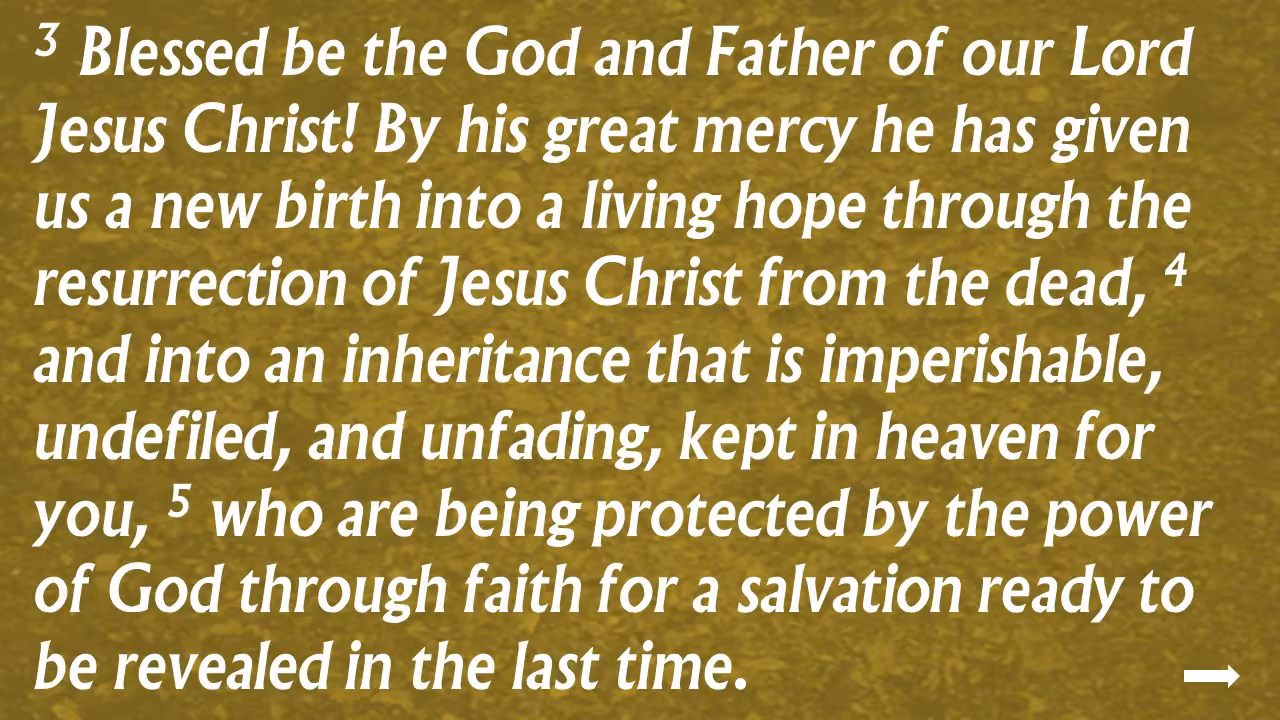 ³ Blessed be the God and Father of our Lord
Jesus Christ! By his great mercy he has given
us a new birth into a living hope through the
resurrection of Jesus Christ from the dead, ⁴
and into an inheritance that is imperishable,
undefiled, and unfading, kept in heaven for
you, ⁵ who are being protected by the power
of God through faith for a salvation ready to
be revealed in the last time.